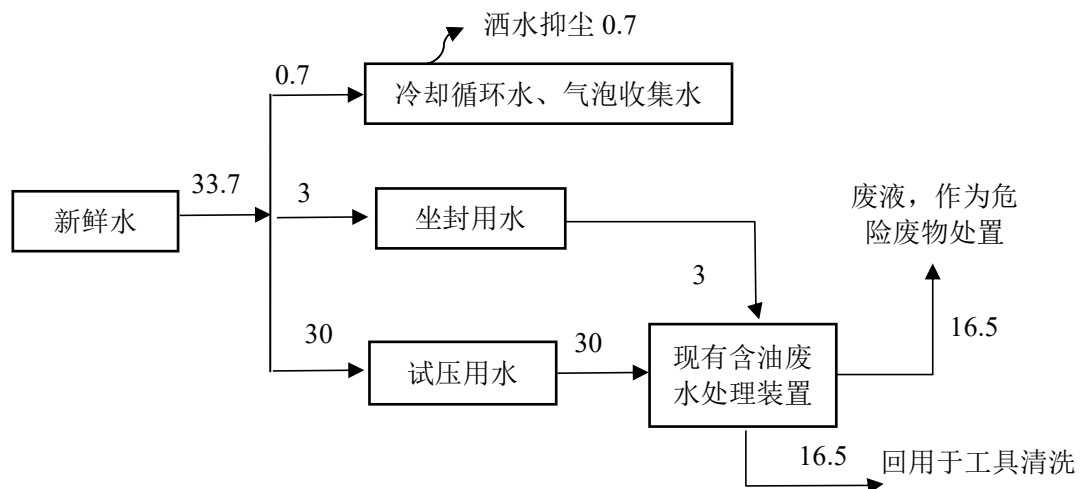 洒水抑尘 0.7
0.7
冷却循环水、气泡收集水
33.7
新鲜水
3
坐封用水
废液，作为危
险废物处置
3
16.5
30
试压用水
30
现有含油废
水处理装置
16.5
回用于工具清洗